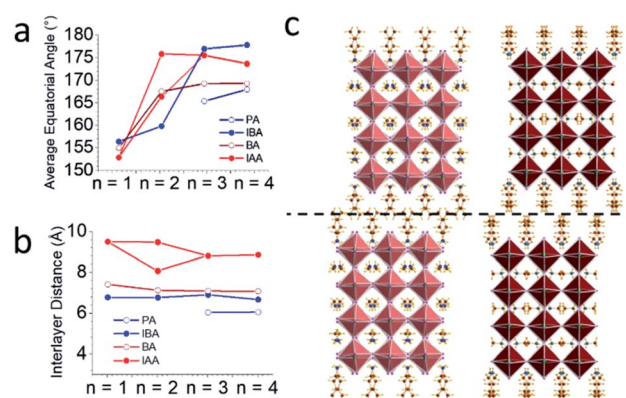 a
Average Equatorial Angle (°)
180
175
170
165
160
155
150
PA
IBA
BA
IAA
n = 1 n = 2 n = 3 n = 4
b
Interlayer Distance (Å)
10
8
6
4
PA
IBA
BA
IAA
n = 1 n = 2 n = 3 n = 4
c